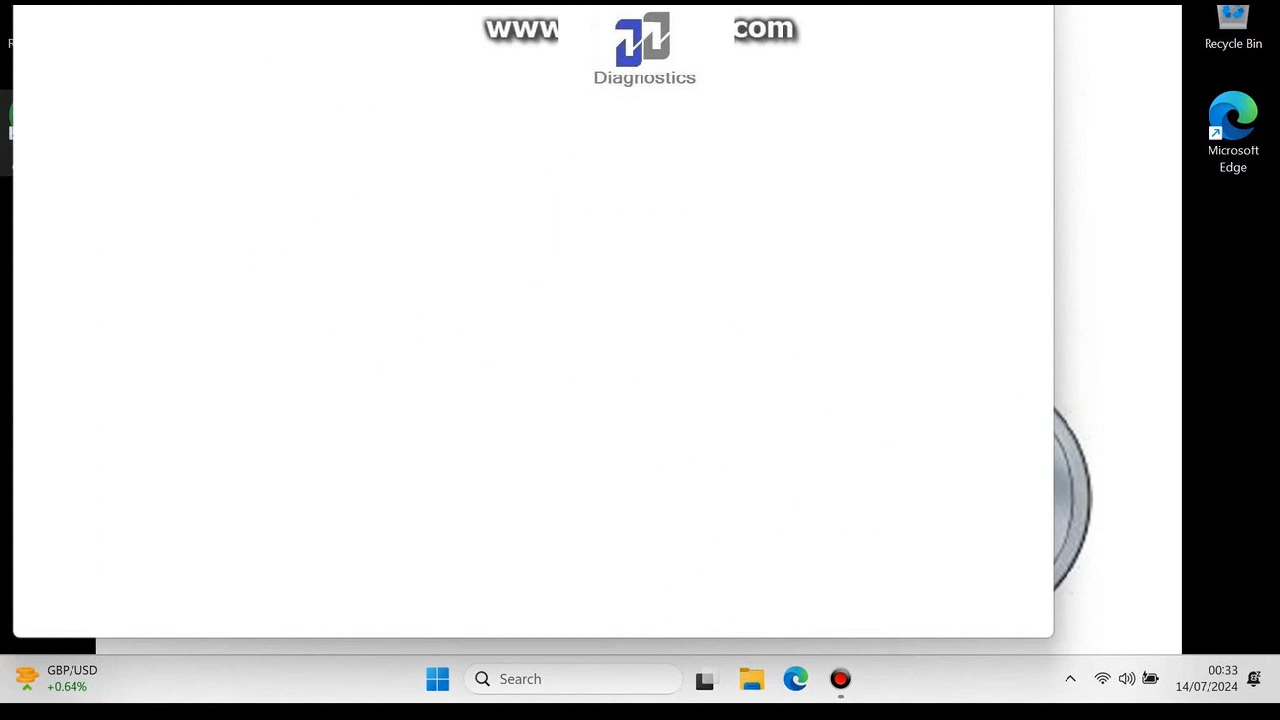 www
com
Diagnostics
Recycle Bin
Microsoft
Edge
GBP/USD
+0.64%
Search
00:33
14/07/2024